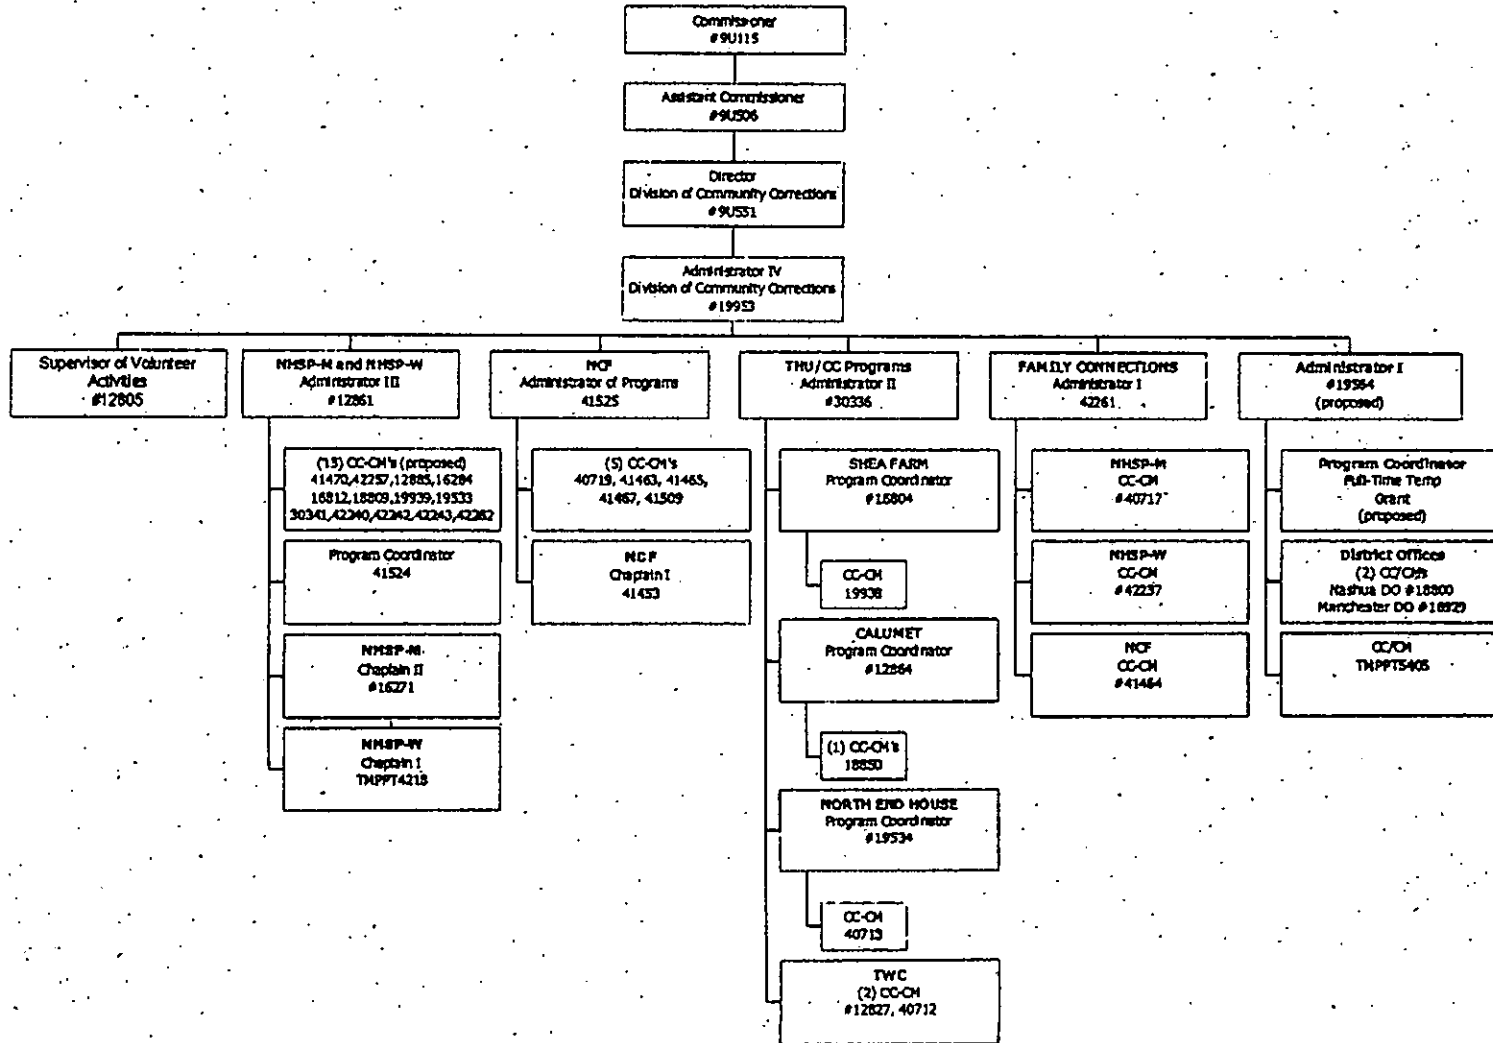 Commissioner
#9U115
Assistant Commissioner
#9U506
Director
Division of Community Corrections
#9U551
Administrator IV
Division of Community Corrections
#19953
Supervisor of Volunteer
Activities
#12805
NHSP-M and NHSP-W
Administrator III
#12861
(13) CC-CM's (proposed)
41470,42257,12885,16284
16812,18809,19939,19533
30341,42240,42242,42243,42262
Program Coordinator
41524
NHSP-M
Chaplain II
#16271
NHSP-W
Chaplain I
TMPPT4218
NCF
Administrator of Programs
41525
(5) CC-CM's
40719, 41463, 41465,
41467, 41509
NCF
Chaplain I
41453
THU/CC Programs
Administrator II
#30336
SHEA FARM
Program Coordinator
#16804
CC-CM
19938
CALUMET
Program Coordinator
#12864
(1) CC-CM's
18850
NORTH END HOUSE
Program Coordinator
#19534
CC-CM
40713
TWC
(2) CC-CM
#12827, 40712
FAMILY CONNECTIONS
Administrator I
42261
NHSP-M
CC-CM
#40717
NHSP-W
CC-CM
#42237
NCF
CC-CM
#41464
Administrator I
#19564
(proposed)
Program Coordinator
Full-Time Temp
Grant
(proposed)
District Offices
(2) CC/CM's
Nashua DO #18800
Manchester DO #18929
CC/CM
TMPPT5405